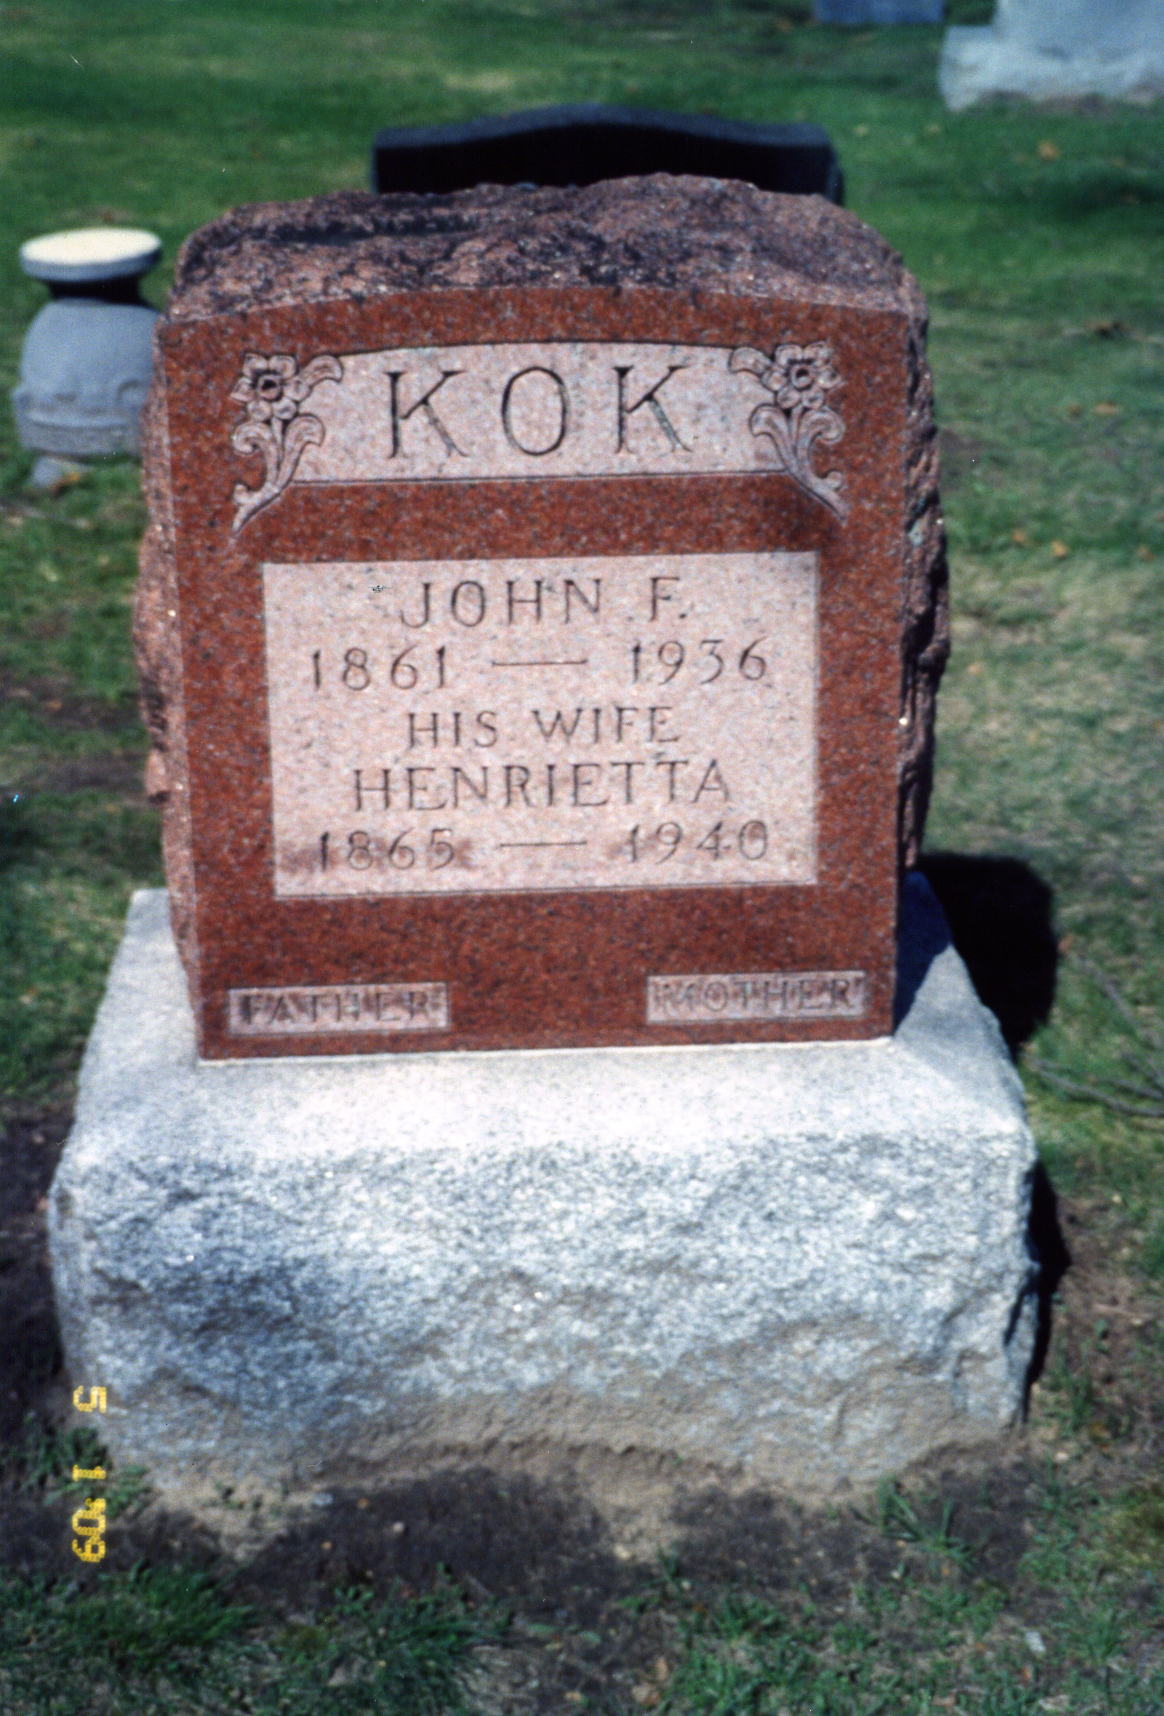 KOK
JOHN F.
1861 — 1936
HIS WIFE
HENRIETTA
1865 — 1940
FATHER MOTHER
5 1 '09